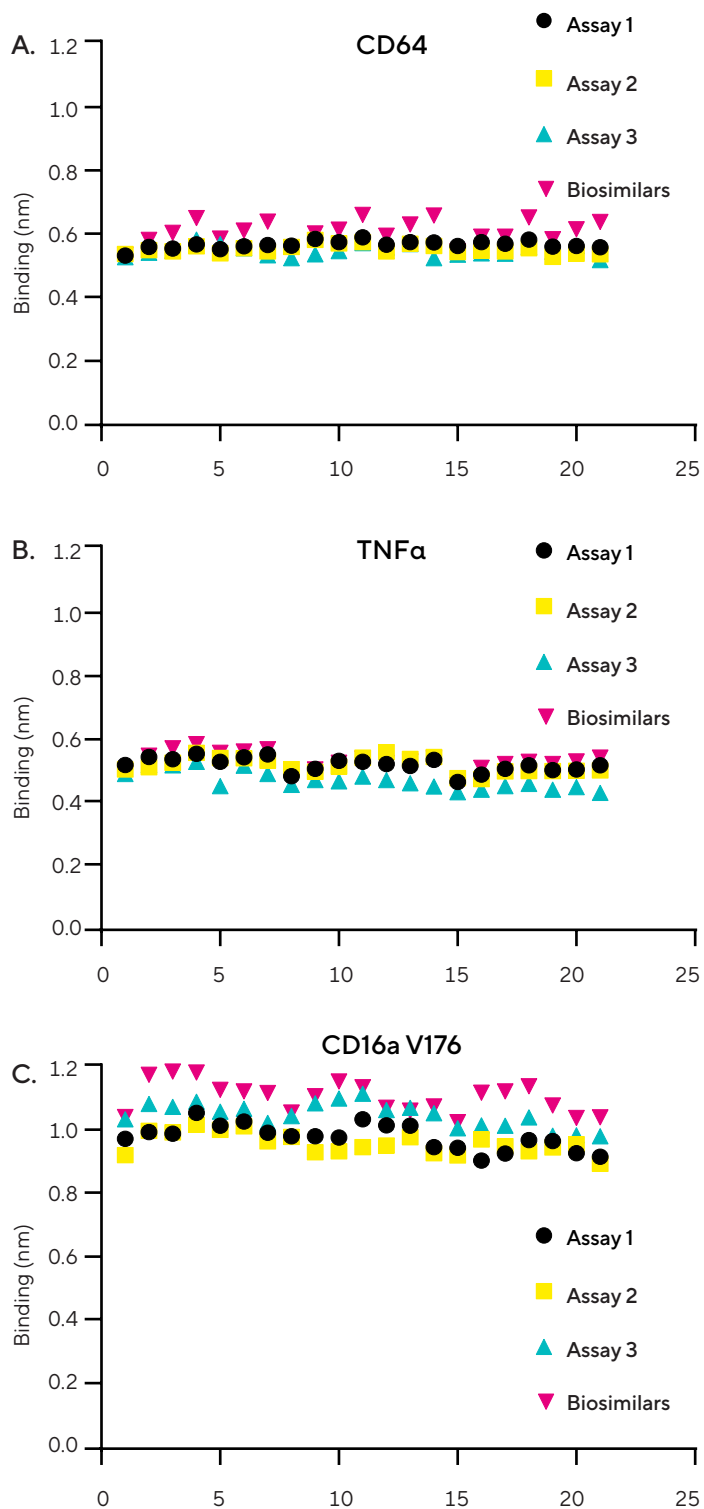 A.
CD64
Assay 1
Assay 2
Assay 3
Biosimilars
Binding (nm)
1.2
1.0
0.8
0.6
0.4
0.2
0.0
0 5 10 15 20 25
B.
TNFα
Assay 1
Assay 2
Assay 3
Biosimilars
Binding (nm)
1.2
1.0
0.8
0.6
0.4
0.2
0.0
0 5 10 15 20 25
C.
CD16a V176
Binding (nm)
1.2
1.0
0.8
0.6
0.4
0.2
0.0
Assay 1
Assay 2
Assay 3
Biosimilars
0 5 10 15 20 25